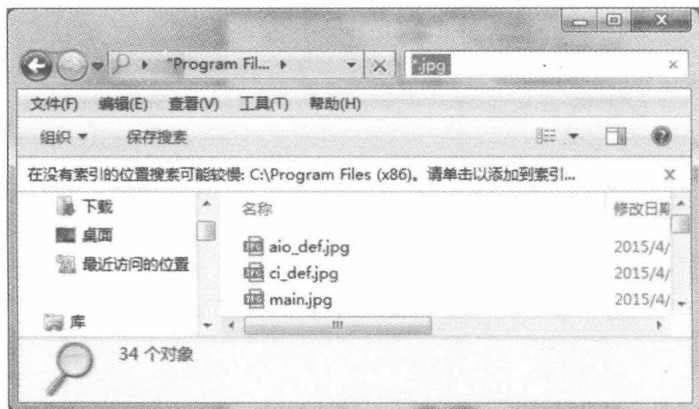 "Program Fil...
*.jpg
文件(F) 编辑(E) 查看(V) 工具(T) 帮助(H)
组织 保存搜索
在没有索引的位置搜索可能较慢: C:\Program Files (x86)。请单击以添加到索引...
下载
桌面
最近访问的位置
库
名称 修改日期
aio_def.jpg 2015/4/
ci_def.jpg 2015/4/
main.jpg 2015/4/
34 个对象